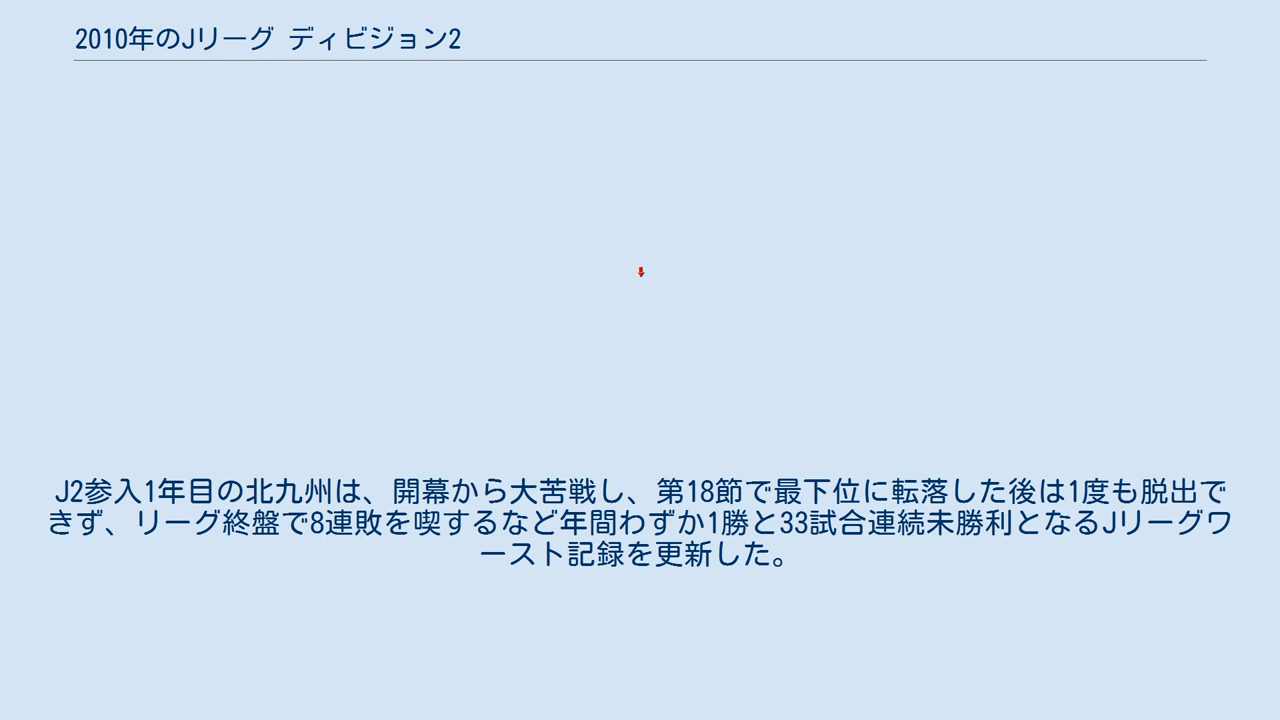 2010年のJリーグ ディビジョン2
J2参入1年目の北九州は、開幕から大苦戦し、第18節で最下位に転落した後は1度も脱出で
きず、リーグ終盤で8連敗を喫するなど年間わずか1勝と33試合連続未勝利となるJリーグワ
ースト記録を更新した。